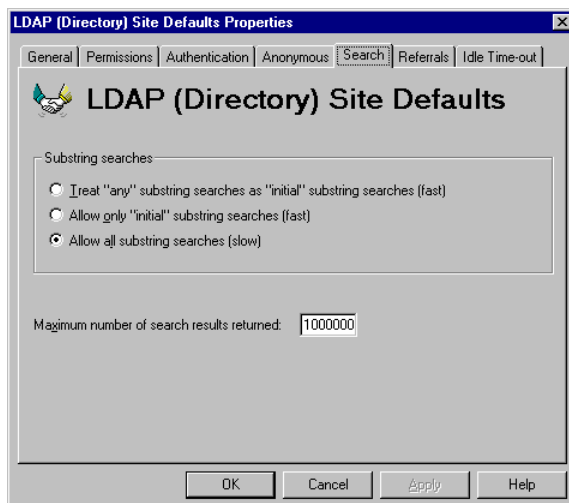 LDAP (Directory) Site Defaults Properties
General Permissions Authentication Anonymous Search Referrals Idle Time-out
LDAP (Directory) Site Defaults
Substring searches
Treat "any" substring searches as "initial" substring searches (fast)
Allow only "initial" substring searches (fast)
Allow all substring searches (slow)
Maximum number of search results returned: 1000000
OK Cancel Apply Help